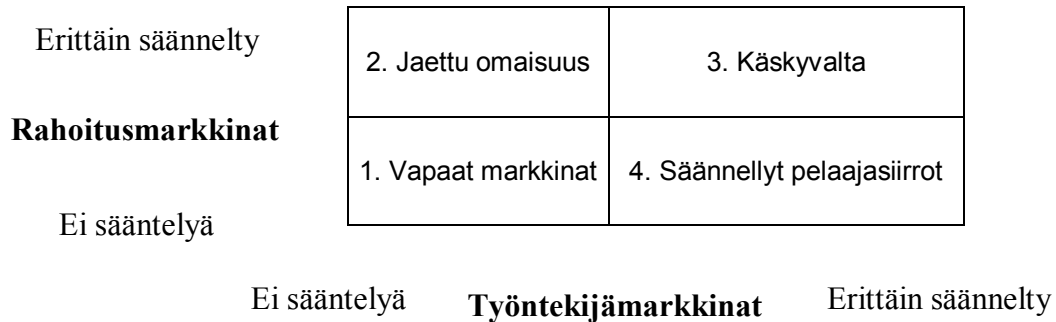 Erittäin säännelty
2. Jaettu omaisuus
3. Käskyvalta
Rahoitusmarkkinat
1. Vapaat markkinat
4. Säännellyt pelaajasiirrot
Ei sääntelyä
Ei sääntelyä
Työntekijämarkkinat
Erittäin säännelty